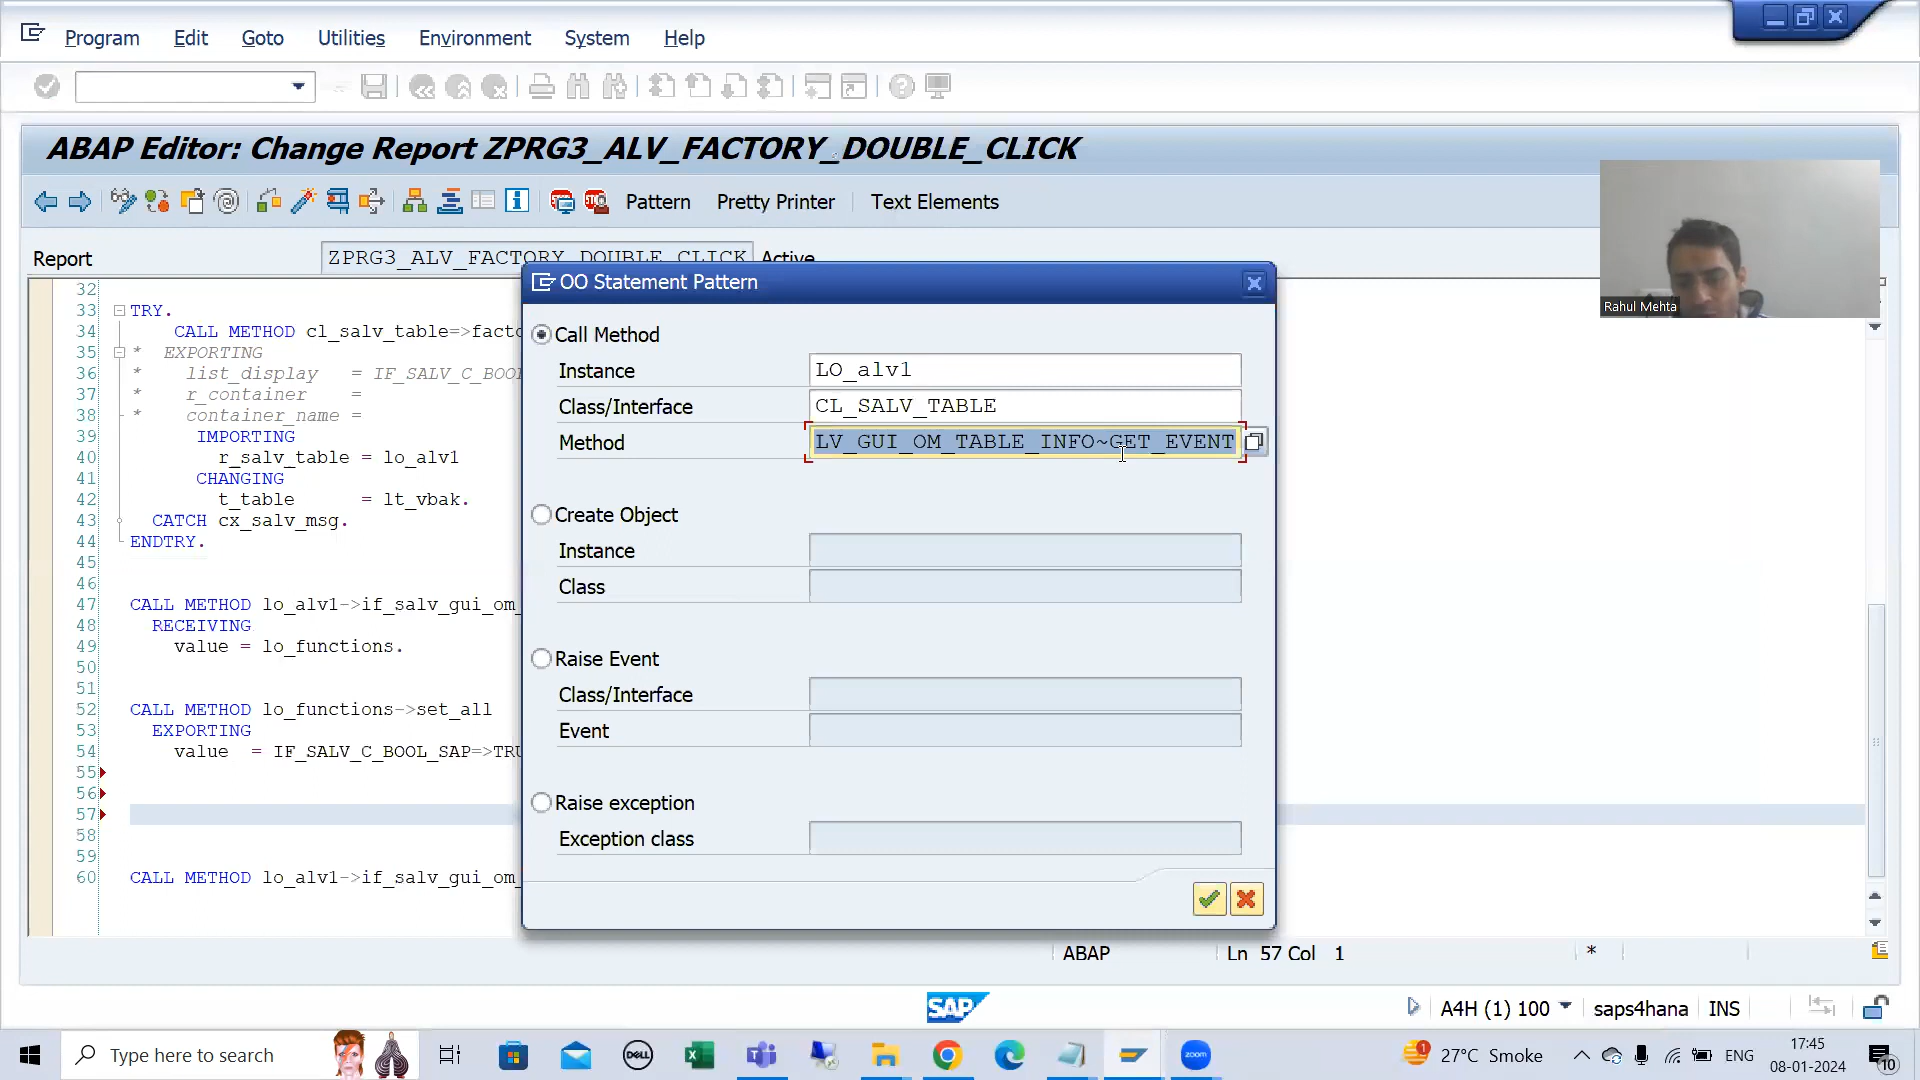 Program Edit Goto Utilities Environment System Help
ABAP Editor: Change Report ZPRG3_ALV_FACTORY_DOUBLE_CLICK
Pattern Pretty Printer Text Elements
Report ZPRG3_ALV_FACTORY_DOUBLE_CLICK Active
Rahul Mehta
32
33 TRY.
34 CALL METHOD cl_salv_table=>facto
35 * EXPORTING
36 * list_display = IF_SALV_C_BOOL
37 * r_container =
38 * container_name =
39 IMPORTING
40 r_salv_table = lo_alv1
41 CHANGING
42 t_table = lt_vbak.
43 CATCH cx_salv_msg.
44 ENDTRY.
45
46
47 CALL METHOD lo_alv1->if_salv_gui_om_
48 RECEIVING
49 value = lo_functions.
50
51
52 CALL METHOD lo_functions->set_all
53 EXPORTING
54 value = IF_SALV_C_BOOL_SAP=>TRU
55
56
57
58
59
60 CALL METHOD lo_alv1->if_salv_gui_om_
OO Statement Pattern
Call Method
Instance LO_alv1
Class/Interface CL_SALV_TABLE
Method LV_GUI_OM_TABLE_INFO~GET_EVENT
Create Object
Instance
Class
Raise Event
Class/Interface
Event
Raise exception
Exception class
ABAP Ln 57 Col 1 *
SAP
A4H (1) 100 saps4hana INS
Type here to search
DELL
zoom
1
27°C Smoke
ENG
17:45
08-01-2024
10